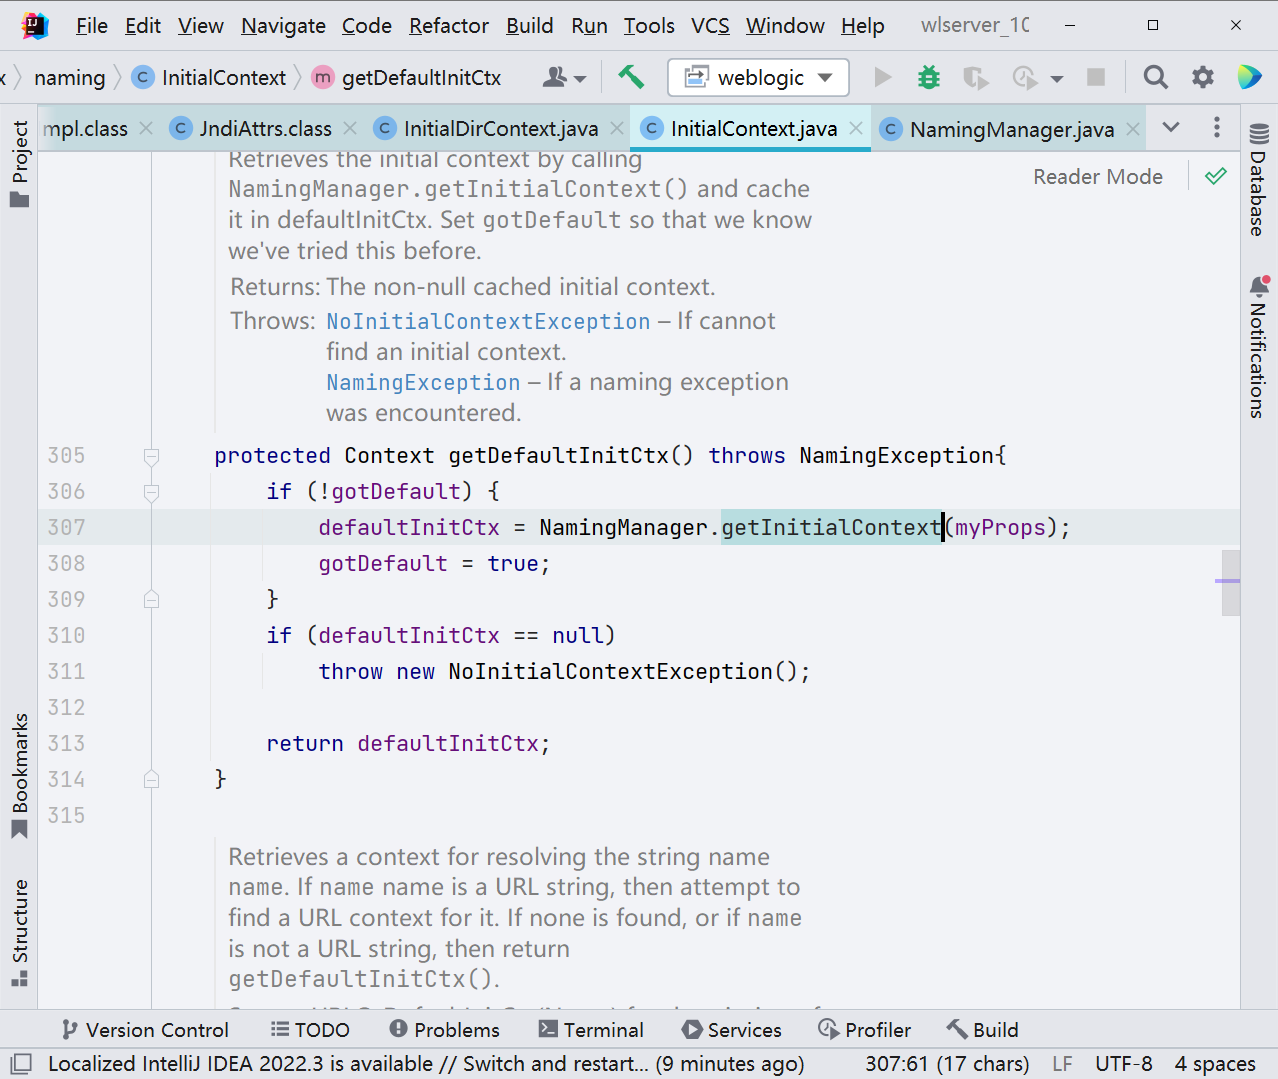 File Edit View Navigate Code Refactor Build Run Tools VCS Window Help wlserver_10
naming InitialContext getDefaultInitCtx weblogic
mpl.class JndiAttrs.class InitialDirContext.java InitialContext.java NamingManager.java
Project
Bookmarks
Structure
Reader Mode
Database
Notifications
Retrieves the initial context by calling
NamingManager.getInitialContext() and cache
it in defaultInitCtx. Set gotDefault so that we know
we've tried this before.
Returns: The non-null cached initial context.
Throws: NoInitialContextException – If cannot
find an initial context.
NamingException – If a naming exception
was encountered.
305 protected Context getDefaultInitCtx() throws NamingException{
306 if (!gotDefault) {
307 defaultInitCtx = NamingManager.getInitialContext(myProps);
308 gotDefault = true;
309 }
310 if (defaultInitCtx == null)
311 throw new NoInitialContextException();
312
313 return defaultInitCtx;
314 }
315
Retrieves a context for resolving the string name
name. If name name is a URL string, then attempt to
find a URL context for it. If none is found, or if name
is not a URL string, then return
getDefaultInitCtx().
Version Control TODO Problems Terminal Services Profiler Build
Localized IntelliJ IDEA 2022.3 is available // Switch and restart... (9 minutes ago) 307:61 (17 chars) LF UTF-8 4 spaces